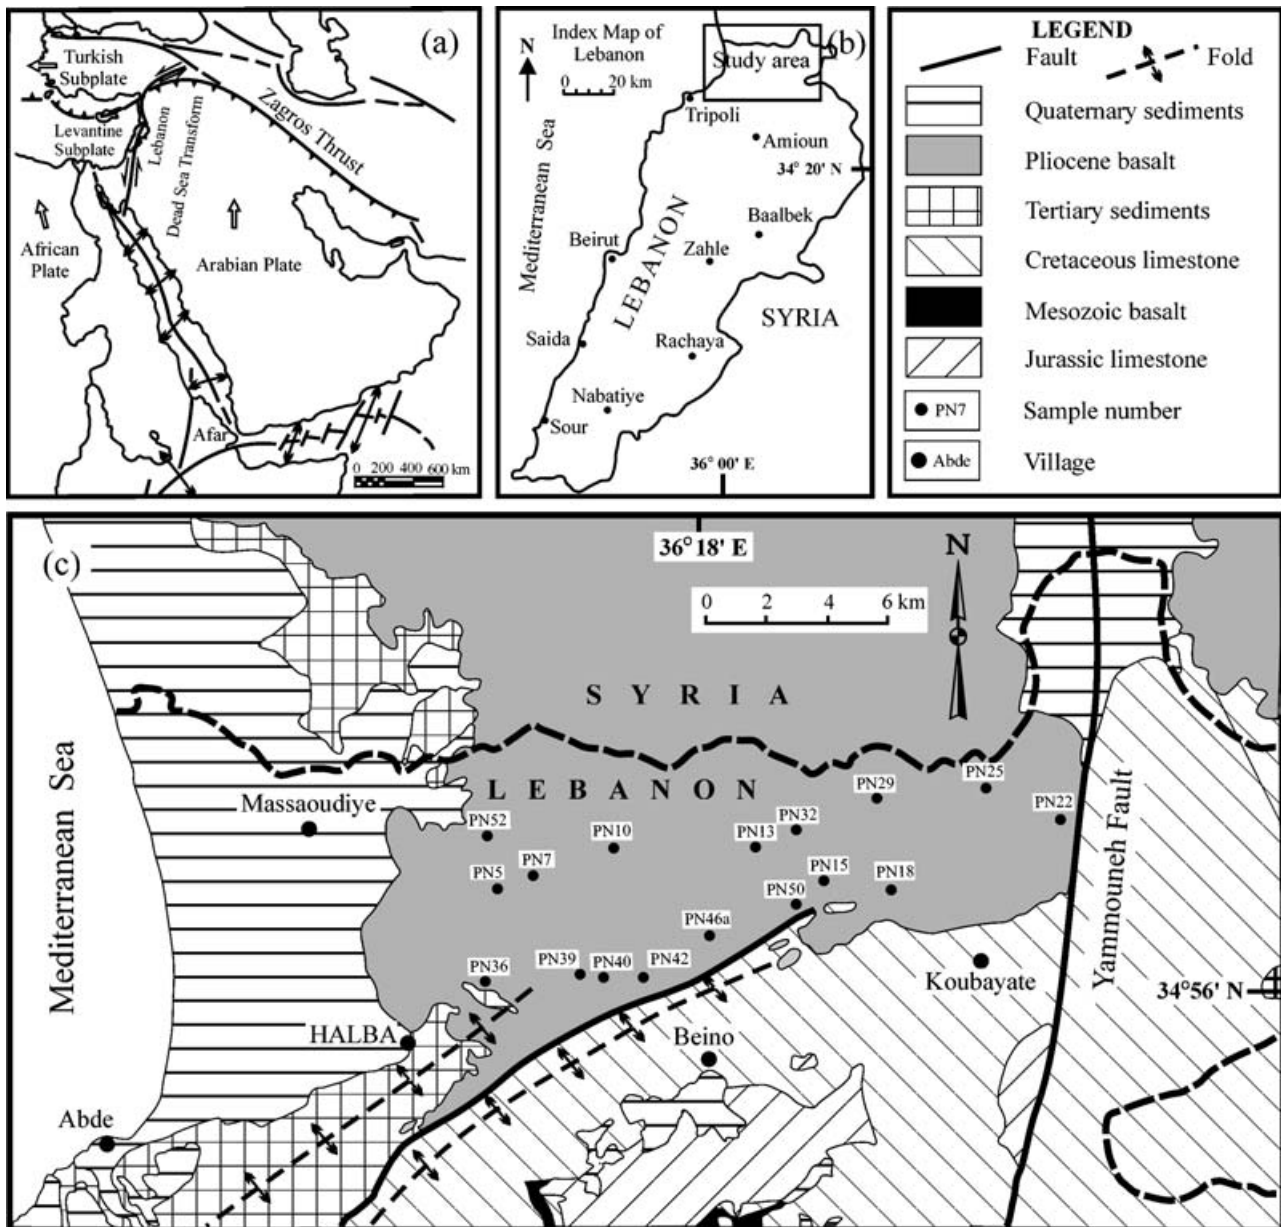 (a)
Turkish
Subplate
Levantine
Subplate
Lebanon
Dead Sea Transform
Zagros Thrust
African
Plate
Arabian Plate
Afar
0 200 400 600 km
Index Map of
Lebanon
(b)
N
0 20 km
Study area
Tripoli
Amioun
34° 20' N
Mediterranean Sea
LEBANON
Baalbek
Beirut
Zahle
SYRIA
Saida
Rachaya
Nabatiye
Sour
36° 00' E
LEGEND
Fault
Fold
Quaternary sediments
Pliocene basalt
Tertiary sediments
Cretaceous limestone
Mesozoic basalt
Jurassic limestone
PN7 Sample number
Abde Village
(c)
36° 18' E
N
0 2 4 6 km
SYRIA
LEBANON
Mediterranean Sea
Massaoudiye
PN29
PN25
PN22
PN52
PN10
PN13
PN32
PN5
PN7
PN15
PN18
PN50
PN46a
PN36
PN39
PN40
PN42
Koubayate
Yammouneh Fault
34°56' N
HALBA
Beino
Abde